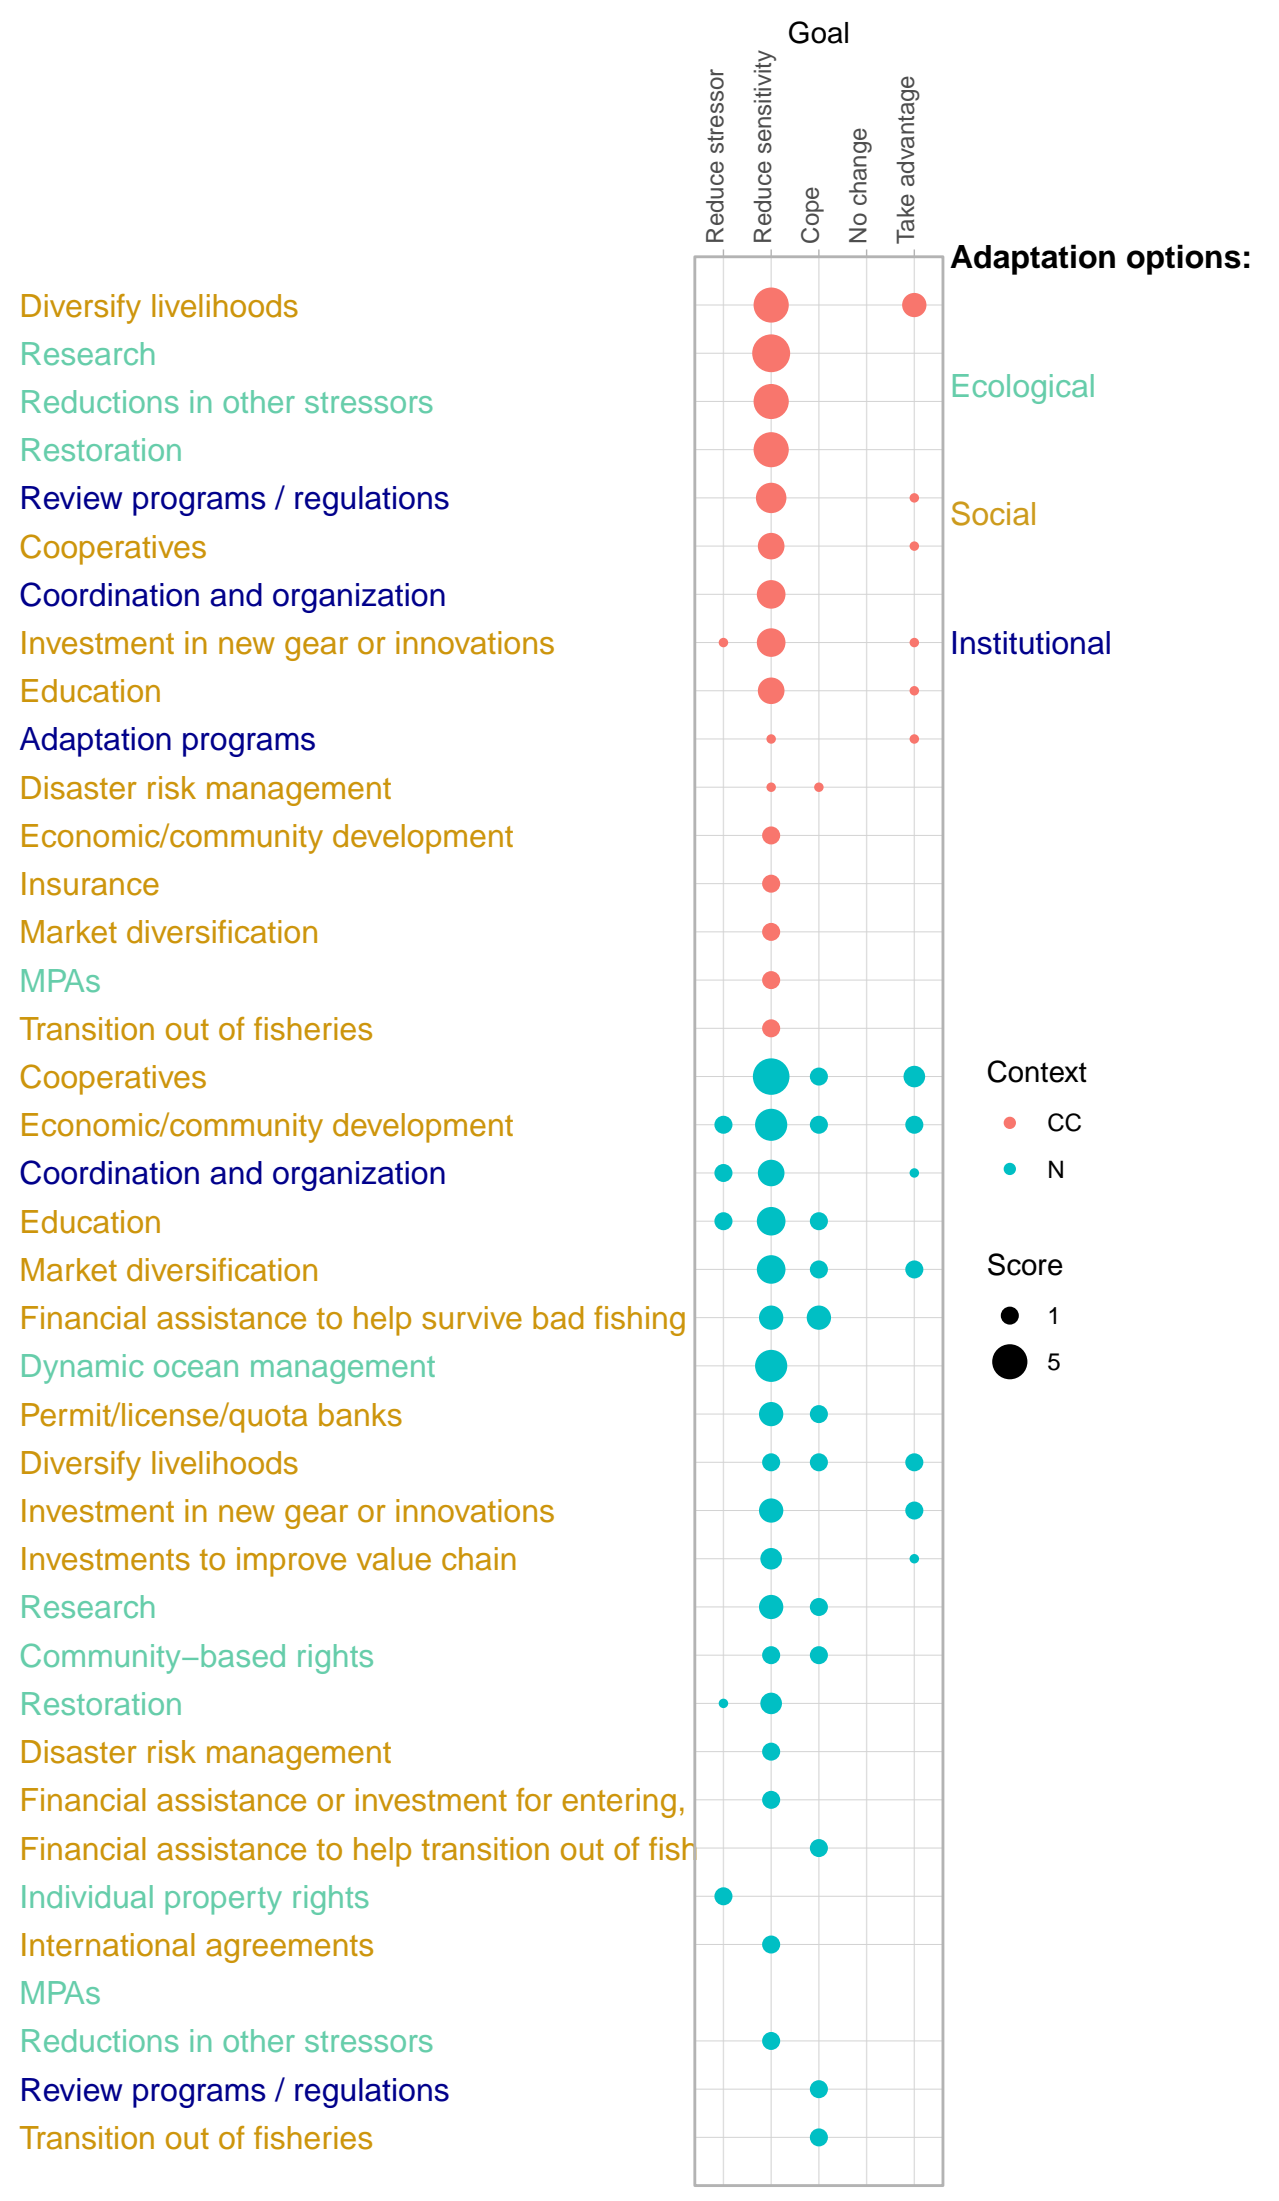 Goal
Reduce stressor
Reduce sensitivity
Cope
No change
Take advantage
Adaptation options:
Diversify livelihoods
Research
Ecological
Reductions in other stressors
Restoration
Review programs / regulations
Social
Cooperatives
Coordination and organization
Investment in new gear or innovations
Institutional
Education
Adaptation programs
Disaster risk management
Economic/community development
Insurance
Market diversification
MPAs
Transition out of fisheries
Cooperatives
Context
Economic/community development
CC
Coordination and organization
N
Education
Market diversification
Score
Financial assistance to help survive bad fishing
1
Dynamic ocean management
5
Permit/license/quota banks
Diversify livelihoods
Investment in new gear or innovations
Investments to improve value chain
Research
Community−based rights
Restoration
Disaster risk management
Financial assistance or investment for entering,
Financial assistance to help transition out of fish
Individual property rights
International agreements
MPAs
Reductions in other stressors
Review programs / regulations
Transition out of fisheries